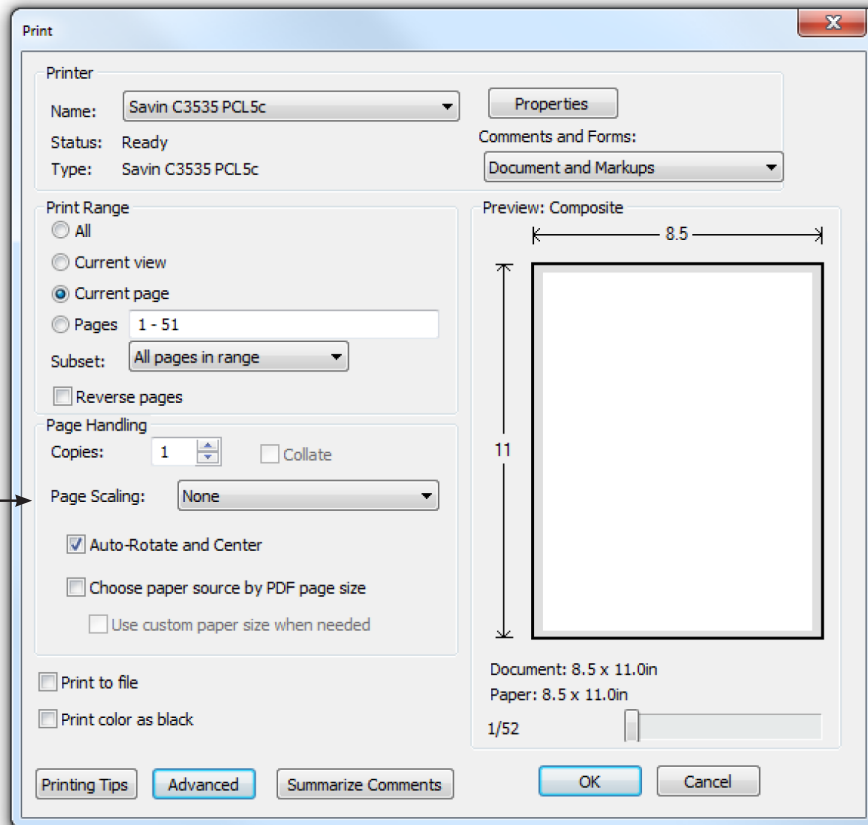 Print
Printer
Name: Savin C3535 PCL5c Properties
Status: Ready Comments and Forms:
Type: Savin C3535 PCL5c Document and Markups
Print Range
All
Current view
Current page
Pages 1 - 51
Subset: All pages in range
Reverse pages
Page Handling
Copies: 1 Collate
Page Scaling: None
Auto-Rotate and Center
Choose paper source by PDF page size
Use custom paper size when needed
Print to file
Print color as black
Preview: Composite
8.5
11
Document: 8.5 x 11.0in
Paper: 8.5 x 11.0in
1/52
Printing Tips Advanced Summarize Comments OK Cancel